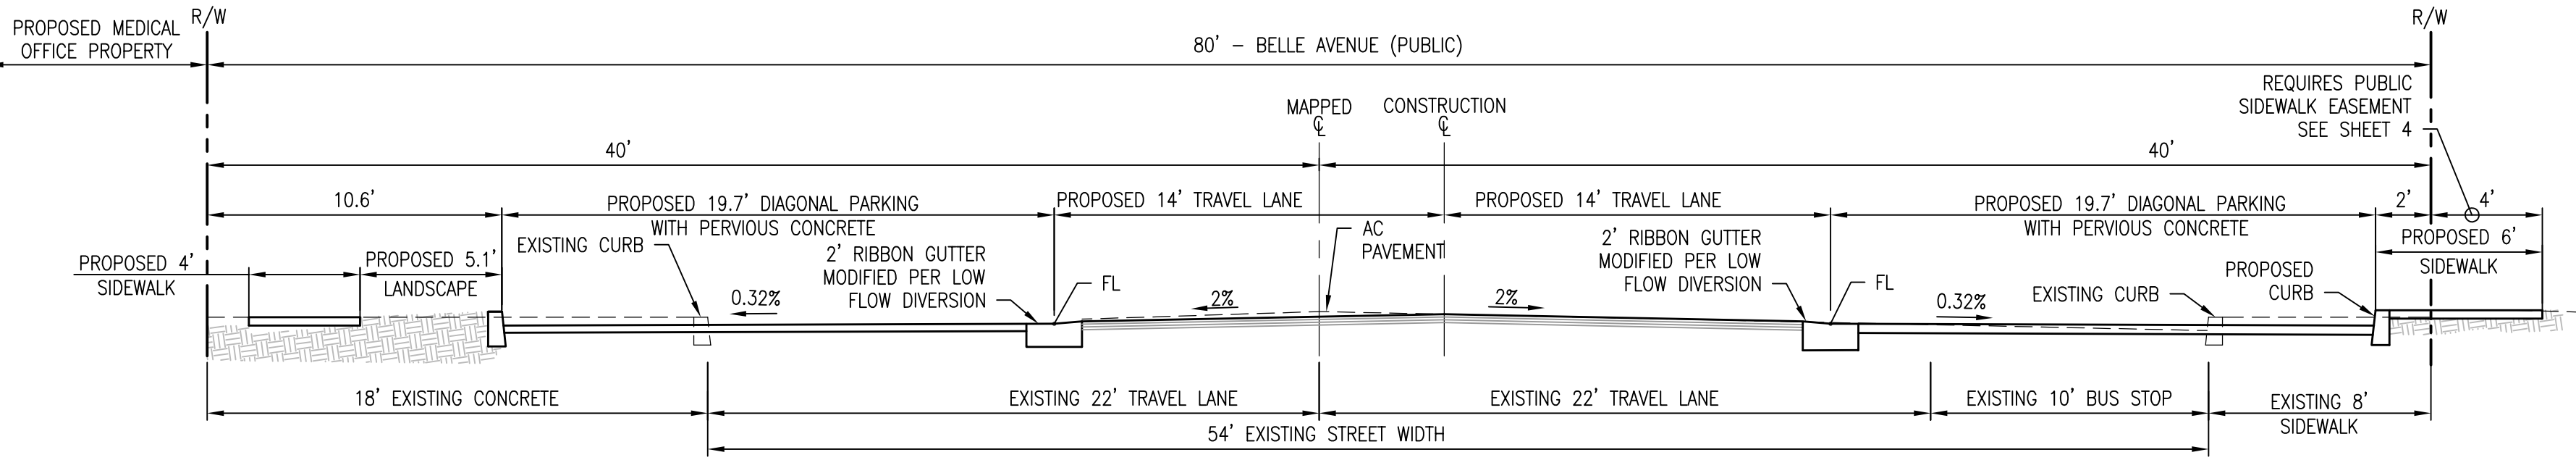 R/W
PROPOSED MEDICAL
OFFICE PROPERTY
80' - BELLE AVENUE (PUBLIC)
R/W
REQUIRES PUBLIC
SIDEWALK EASEMENT
SEE SHEET 4
MAPPED
℄
CONSTRUCTION
℄
40'
40'
10.6'
PROPOSED 19.7' DIAGONAL PARKING
WITH PERVIOUS CONCRETE
PROPOSED 14' TRAVEL LANE
PROPOSED 14' TRAVEL LANE
PROPOSED 19.7' DIAGONAL PARKING
WITH PERVIOUS CONCRETE
2'
4'
PROPOSED 4'
SIDEWALK
PROPOSED 5.1'
LANDSCAPE
EXISTING CURB
2' RIBBON GUTTER
MODIFIED PER LOW
FLOW DIVERSION
FL
AC
PAVEMENT
2' RIBBON GUTTER
MODIFIED PER LOW
FLOW DIVERSION
FL
EXISTING CURB
PROPOSED
CURB
PROPOSED 6'
SIDEWALK
0.32%
2%
2%
0.32%
18' EXISTING CONCRETE
EXISTING 22' TRAVEL LANE
EXISTING 22' TRAVEL LANE
EXISTING 10' BUS STOP
EXISTING 8'
SIDEWALK
54' EXISTING STREET WIDTH